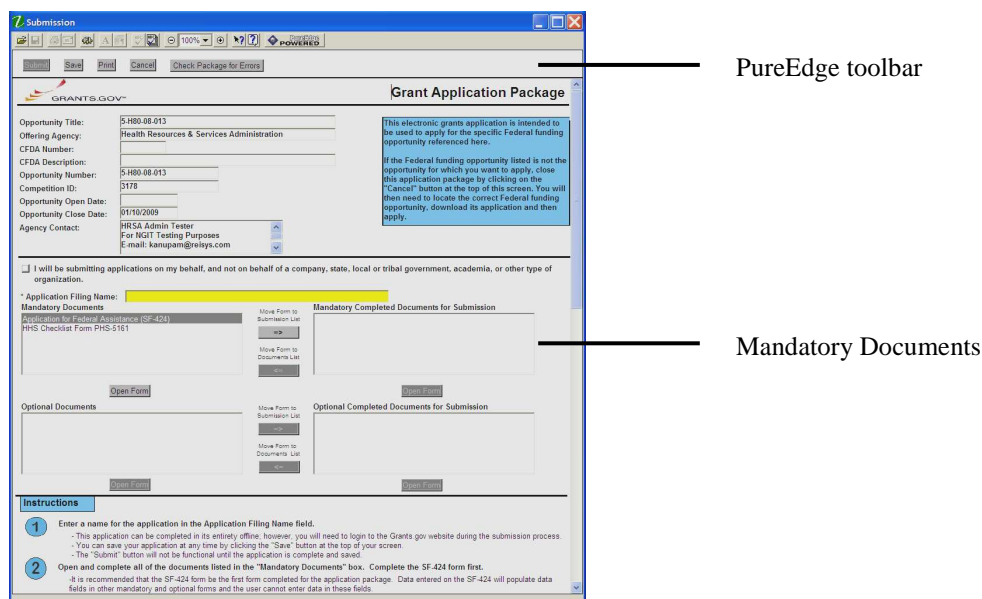 Submission
100%
PureEdge
POWERED
Submit Save Print Cancel Check Package for Errors
GRANTS.GOV℠
Grant Application Package
Opportunity Title: 5-H80-08-013
Offering Agency: Health Resources & Services Administration
CFDA Number:
CFDA Description:
Opportunity Number: 5-H80-08-013
Competition ID: 3178
Opportunity Open Date:
Opportunity Close Date: 01/10/2009
Agency Contact: HRSA Admin Tester
For NGIT Testing Purposes
E-mail: kanupam@reisys.com
This electronic grants application is intended to
be used to apply for the specific Federal funding
opportunity referenced here.
If the Federal funding opportunity listed is not the
opportunity for which you want to apply, close
this application package by clicking on the
"Cancel" button at the top of this screen. You will
then need to locate the correct Federal funding
opportunity, download its application and then
apply.
I will be submitting applications on my behalf, and not on behalf of a company, state, local or tribal government, academia, or other type of
organization.
* Application Filing Name:
Mandatory Documents
Application for Federal Assistance (SF-424)
HHS Checklist Form PHS-5161
Open Form
Move Form to
Submission List
=>
Move Form to
Documents List
<=
Mandatory Completed Documents for Submission
Open Form
Optional Documents
Open Form
Move Form to
Submission List
=>
Move Form to
Documents List
<=
Optional Completed Documents for Submission
Open Form
Instructions
1 Enter a name for the application in the Application Filing Name field.
- This application can be completed in its entirety offline; however, you will need to login to the Grants.gov website during the submission process.
- You can save your application at any time by clicking the "Save" button at the top of your screen.
- The "Submit" button will not be functional until the application is complete and saved.
2 Open and complete all of the documents listed in the "Mandatory Documents" box. Complete the SF-424 form first.
-It is recommended that the SF-424 form be the first form completed for the application package. Data entered on the SF-424 will populate data
fields in other mandatory and optional forms and the user cannot enter data in these fields.
PureEdge toolbar
Mandatory Documents